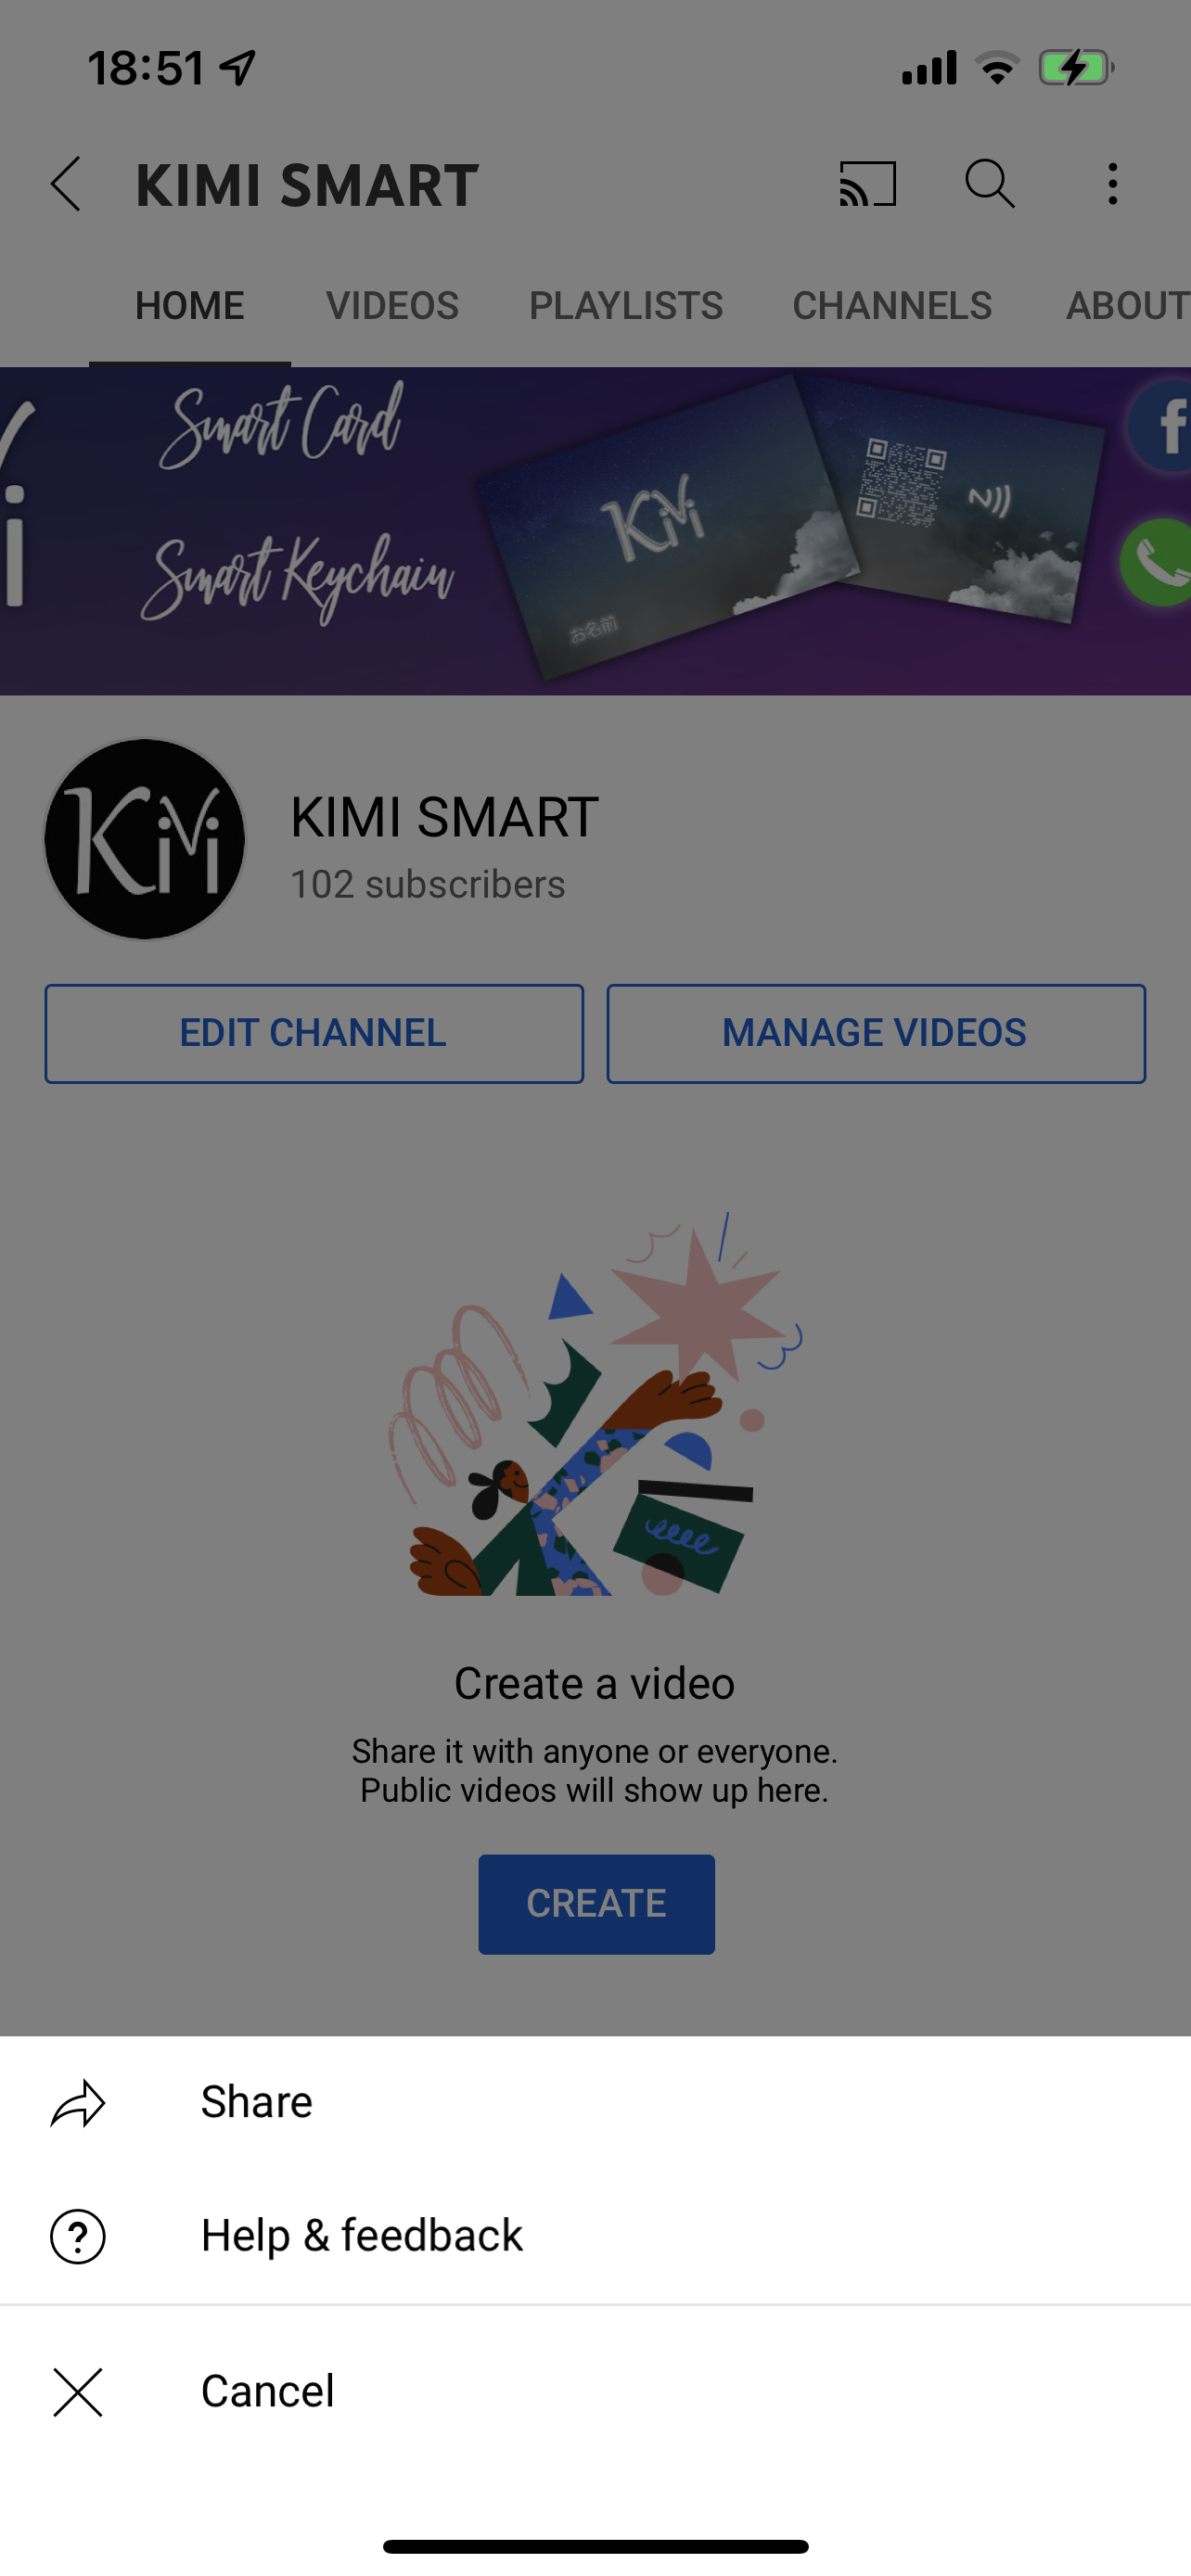 18:51
KIMI SMART
HOME VIDEOS PLAYLISTS CHANNELS ABOUT
Smart Card
Smart Keychain
KiMi
お名前
KiMi
KIMI SMART
102 subscribers
EDIT CHANNEL MANAGE VIDEOS
Create a video
Share it with anyone or everyone.
Public videos will show up here.
CREATE
Share
Help & feedback
Cancel